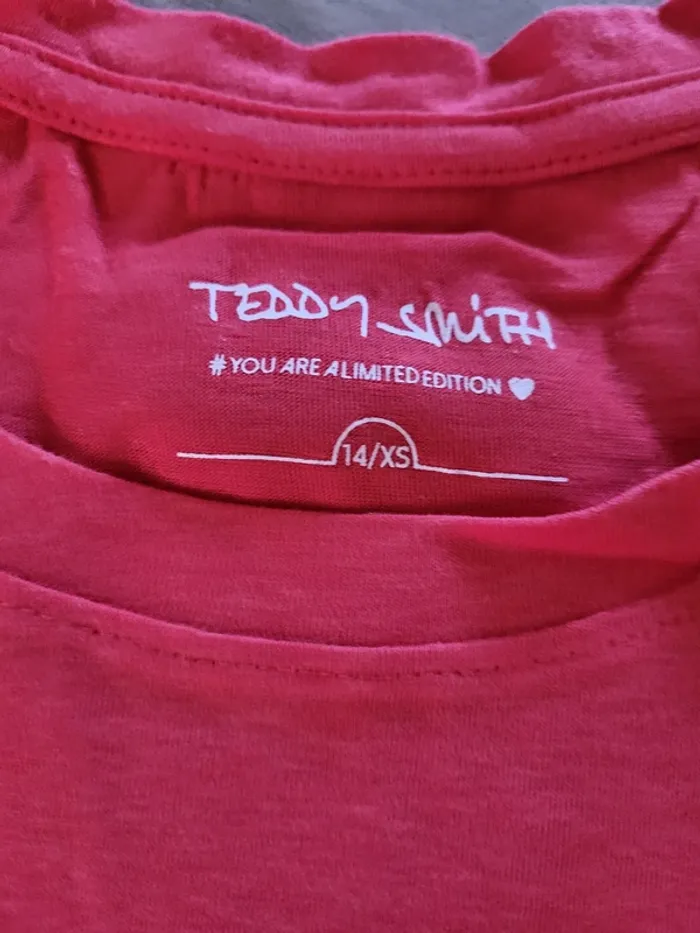 TEDDY SMITH
#YOU ARE A LIMITED EDITION
14/XS